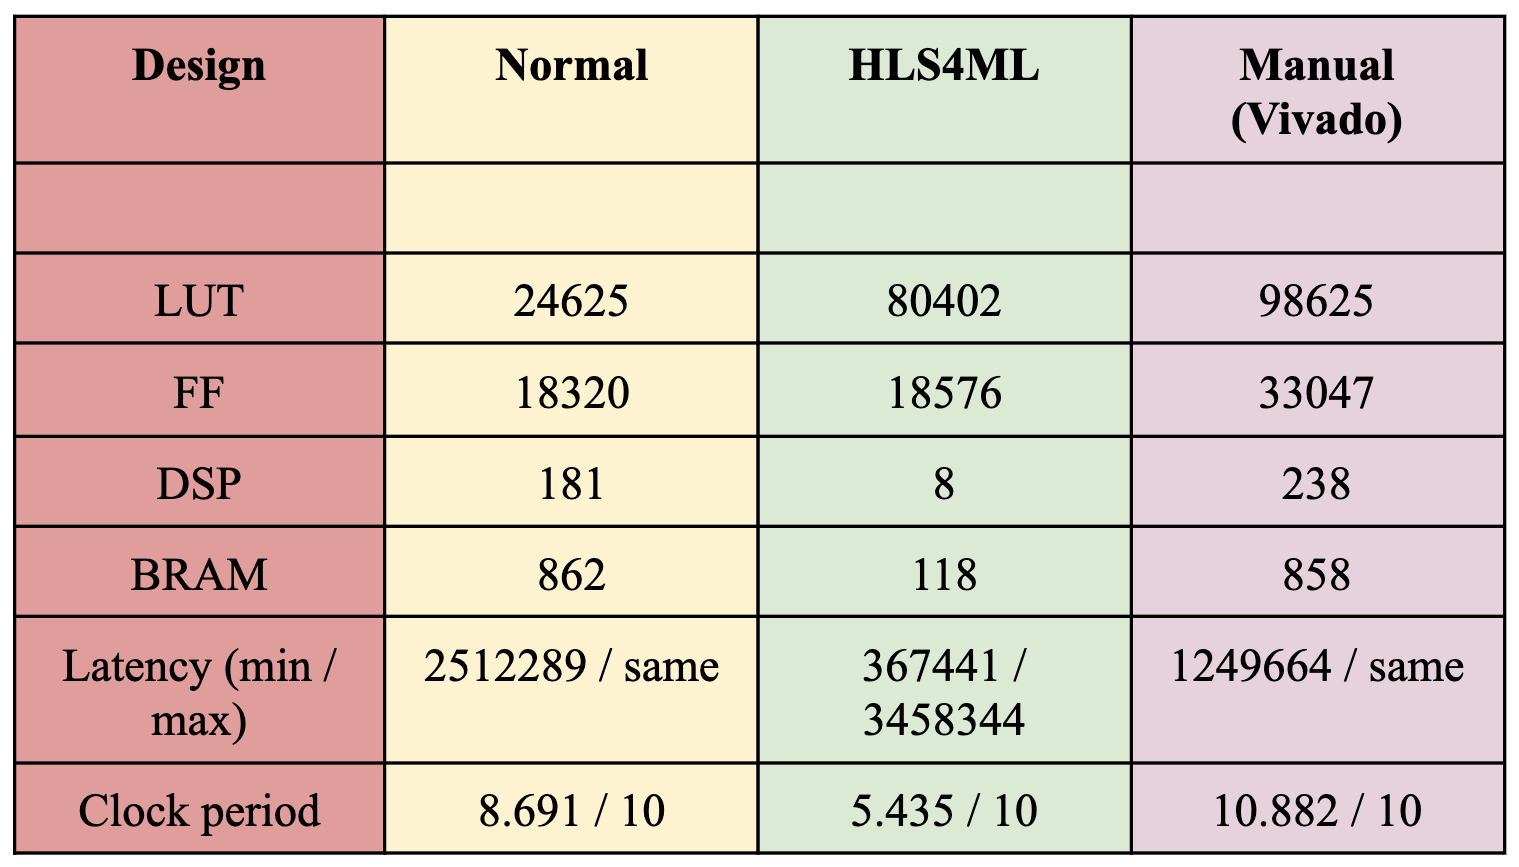 Design Normal HLS4ML Manual
(Vivado)
LUT 24625 80402 98625
FF 18320 18576 33047
DSP 181 8 238
BRAM 862 118 858
Latency (min / 2512289 / same 367441 / 1249664 / same
max) 3458344
Clock period 8.691 / 10 5.435 / 10 10.882 / 10